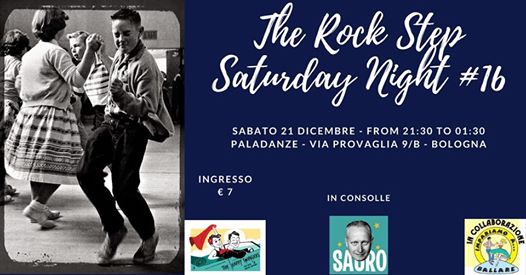 The Rock Step
Saturday Night #16
SABATO 21 DICEMBRE - FROM 21:30 TO 01:30
PALADANZE - VIA PROVAGLIA 9/B - BOLOGNA
INGRESSO
€ 7
IN CONSOLLE
SAURO
IN COLLABORAZIONE
IMPARIAMO A...
BALLARE